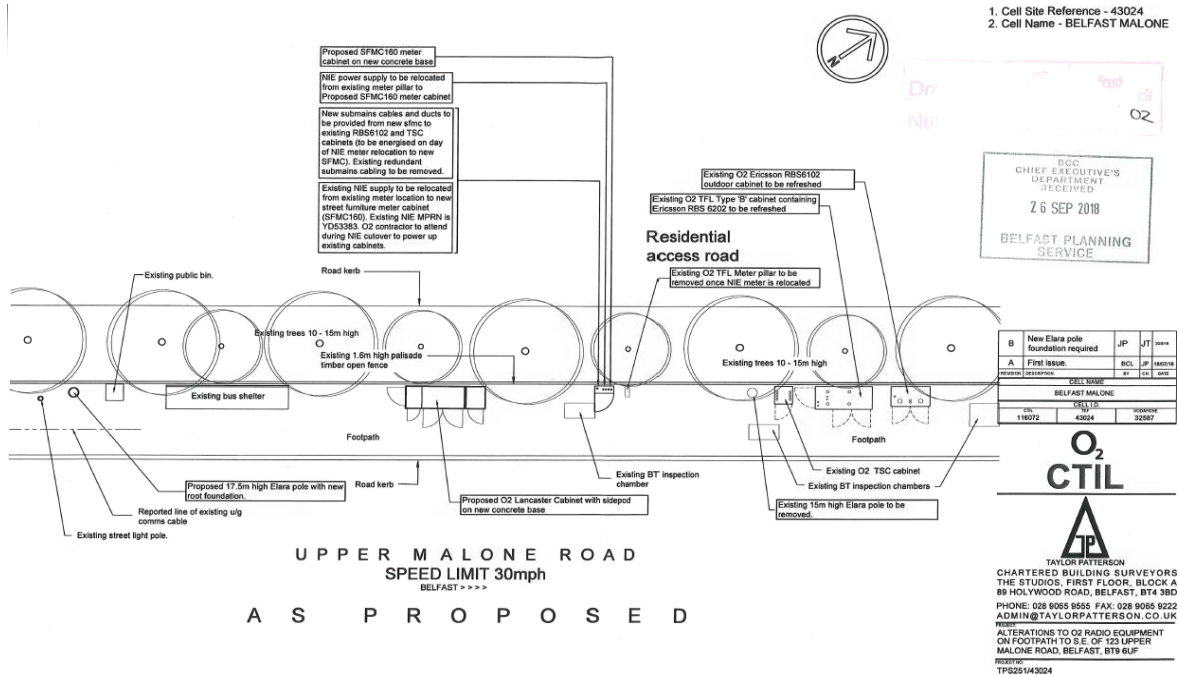 1. Cell Site Reference - 43024
2. Cell Name - BELFAST MALONE
N
O2
BCC
CHIEF EXECUTIVE'S
DEPARTMENT
RECEIVED
26 SEP 2018
BELFAST PLANNING
SERVICE
Proposed SFMC160 meter
cabinet on new concrete base
NIE power supply to be relocated
from existing meter pillar to
Proposed SFMC160 meter cabinet
New submains cables and ducts to
be provided from new sfmc to
existing RBS6102 and TSC
cabinets (to be energised on day
of NIE meter relocation to new
SFMC). Existing redundant
submains cabling to be removed.
Existing NIE supply to be relocated
from existing meter location to new
street furniture meter cabinet
(SFMC160). Existing NIE MPRN is
YD53383. O2 contractor to attend
during NIE cutover to power up
existing cabinets.
Existing O2 Ericsson RBS6102
outdoor cabinet to be refreshed
Existing O2 TFL Type 'B' cabinet containing
Ericsson RBS 6202 to be refreshed
Residential
access road
Existing O2 TFL Meter pillar to be
removed once NIE meter is relocated
Existing public bin.
Road kerb
Existing trees 10 - 15m high
Existing 1.6m high palisade
timber open fence
Existing trees 10 - 15m high
Existing bus shelter
Footpath
Footpath
Proposed 17.5m high Elara pole with new
root foundation.
Road kerb
Reported line of existing u/g
comms cable
Existing street light pole.
Proposed O2 Lancaster Cabinet with sidepod
on new concrete base
Existing BT inspection
chamber
Existing O2 TSC cabinet
Existing BT inspection chambers
Existing 15m high Elara pole to be
removed.
UPPER MALONE ROAD
SPEED LIMIT 30mph
BELFAST > > > >
AS PROPOSED
B New Elara pole foundation required JP JT
A First issue. BCL JP
REVISION DESCRIPTION BY CK DATE
CELL NAME
BELFAST MALONE
CELL I.D.
CTIL TEF VODAFONE
116072 43024 32587
O2
CTIL
TP
TAYLOR PATTERSON
CHARTERED BUILDING SURVEYORS
THE STUDIOS, FIRST FLOOR, BLOCK A
89 HOLYWOOD ROAD, BELFAST, BT4 3BD
PHONE: 028 9065 9555 FAX: 028 9065 9222
ADMIN@TAYLORPATTERSON.CO.UK
PROJECT:
ALTERATIONS TO O2 RADIO EQUIPMENT
ON FOOTPATH TO S.E. OF 123 UPPER
MALONE ROAD, BELFAST, BT9 6UF
PROJECT NO
TPS251/43024